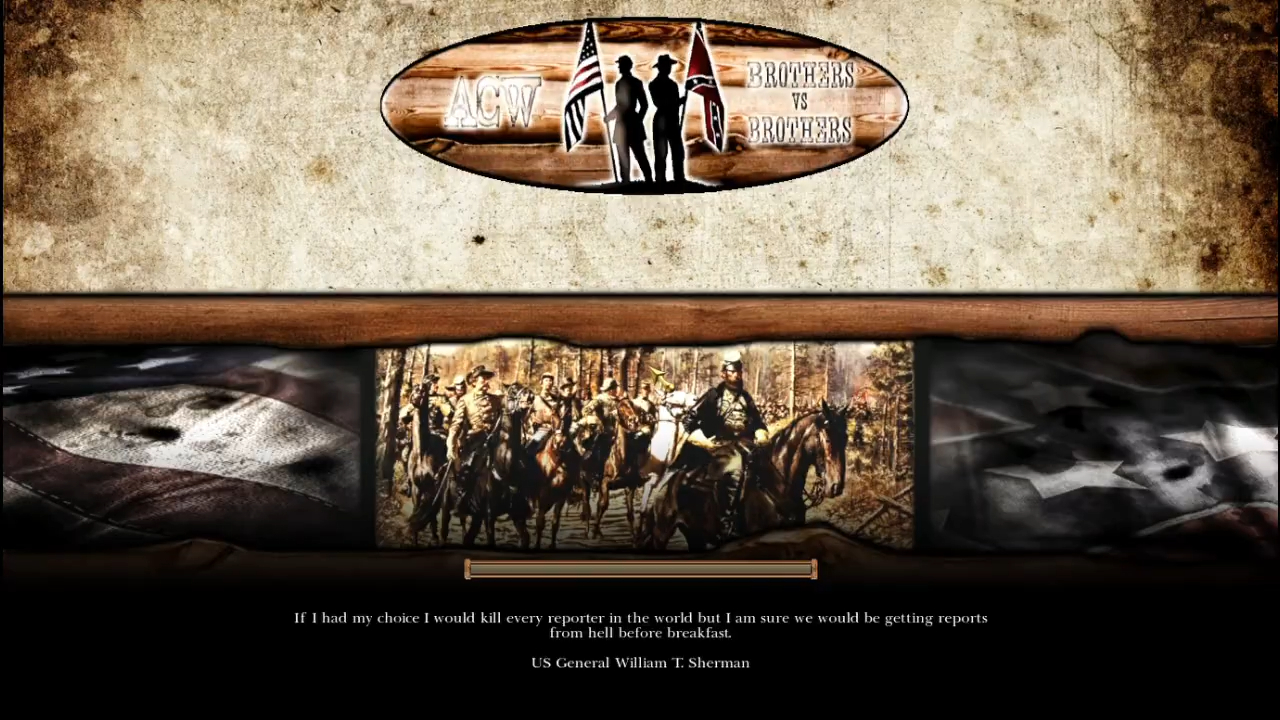 ACW
BROTHERS
VS
BROTHERS
If I had my choice I would kill every reporter in the world but I am sure we would be getting reports
from hell before breakfast.
US General William T. Sherman